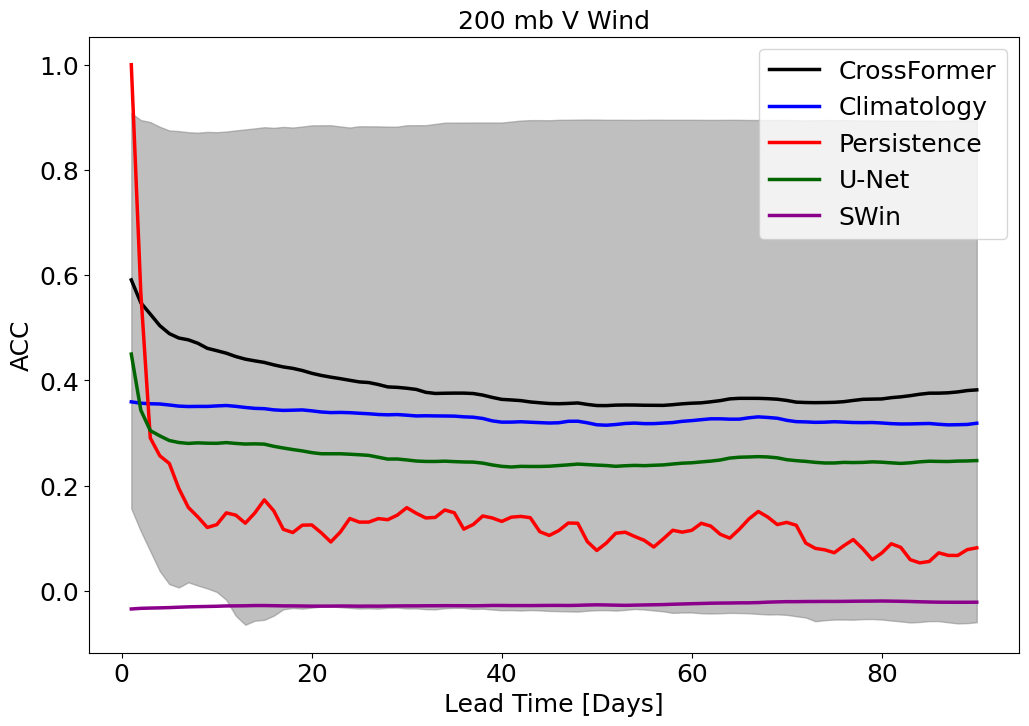 200 mb V Wind
1.0
0.8
0.6
0.4
0.2
0.0
ACC
CrossFormer
Climatology
Persistence
U-Net
SWin
0 20 40 60 80
Lead Time [Days]